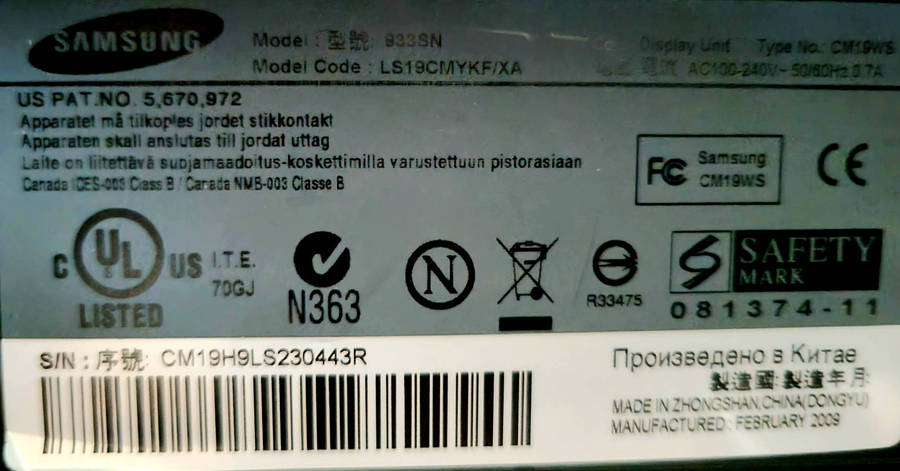 SAMSUNG
Model : 型號: 933SN
Model Code : LS19CMYKF/XA
Display Unit Type No.: CM19WS
電源 電流 AC100-240V~ 50/60Hz 0.7A
US PAT.NO. 5,670,972
Apparatet må tilkoples jordet stikkontakt
Apparaten skall anslutas till jordat uttag
Laite on liitettävä suojamaadoitus-koskettimilla varustettuun pistorasiaan
Canada ICES-003 Class B / Canada NMB-003 Classe B
FC Samsung
CM19WS
CE
C UL US I.T.E.
70GJ
LISTED
N363
N
R33475
S SAFETY
MARK
081374-11
S/N : 序號: CM19H9LS230443R
Произведено в Китае
製造國: 製造年月:
MADE IN ZHONGSHAN,CHINA(DONGYU)
MANUFACTURED : FEBRUARY 2009